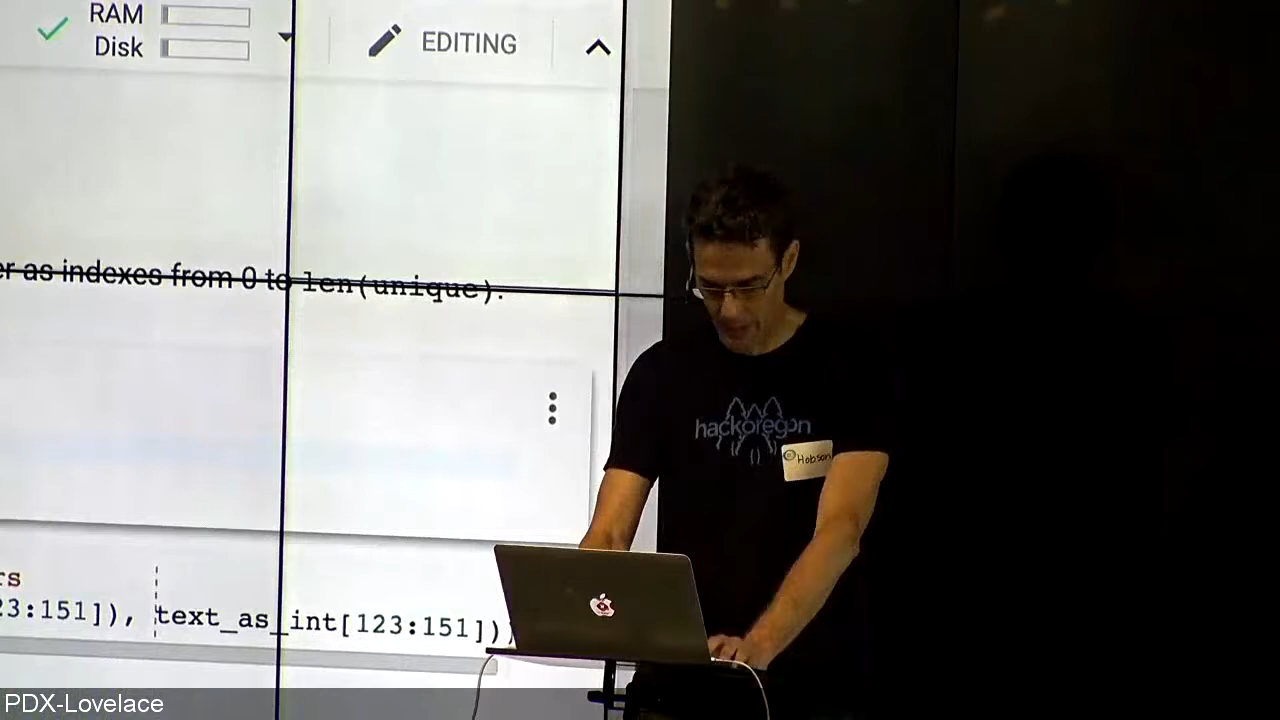 RAM
Disk
EDITING
er as indexes from 0 to len(unique).
rs
23:151]), text_as_int[123:151]))
hackoregon
Hobson
PDX-Lovelace